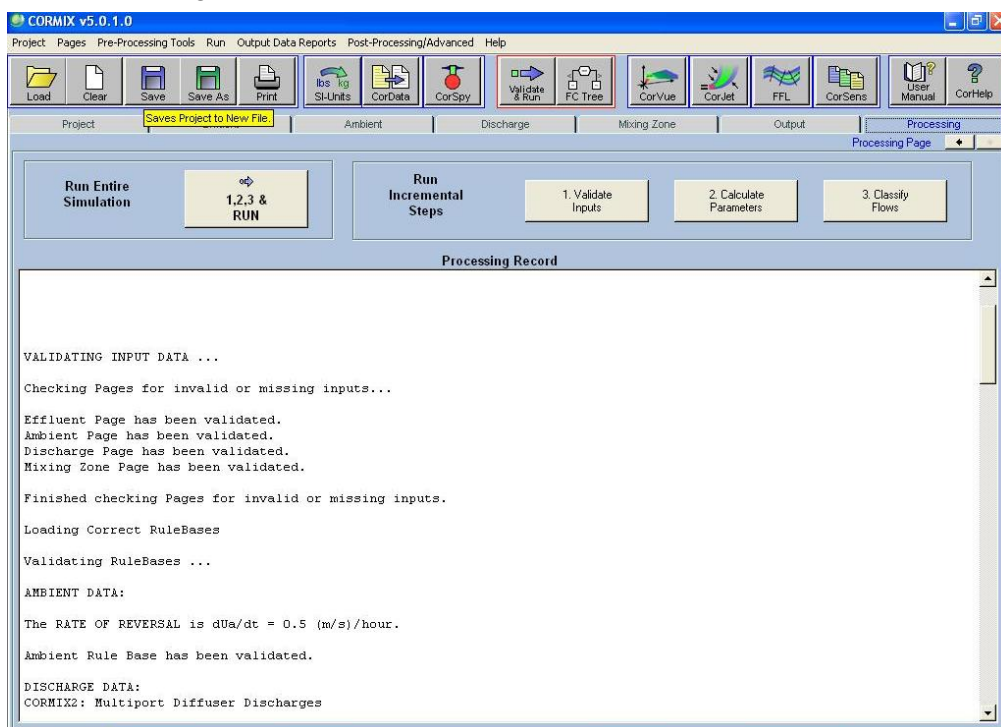 CORMIX v5.0.1.0
Project Pages Pre-Processing Tools Run Output Data Reports Post-Processing/Advanced Help
lbs kg
Load Clear Save Save As Print SI-Units CorData CorSpy Validate & Run FC Tree CorVue CorJet FFL CorSens User Manual CorHelp
Project Ambient Discharge Mixing Zone Output Processing
Saves Project to New File.
Processing Page
Run Entire Simulation
1,2,3 & RUN
Run Incremental Steps
1. Validate Inputs
2. Calculate Parameters
3. Classify Flows
Processing Record
VALIDATING INPUT DATA ...
Checking Pages for invalid or missing inputs...
Effluent Page has been validated.
Ambient Page has been validated.
Discharge Page has been validated.
Mixing Zone Page has been validated.
Finished checking Pages for invalid or missing inputs.
Loading Correct RuleBases
Validating RuleBases ...
AMBIENT DATA:
The RATE OF REVERSAL is dUa/dt = 0.5 (m/s)/hour.
Ambient Rule Base has been validated.
DISCHARGE DATA:
CORMIX2: Multiport Diffuser Discharges